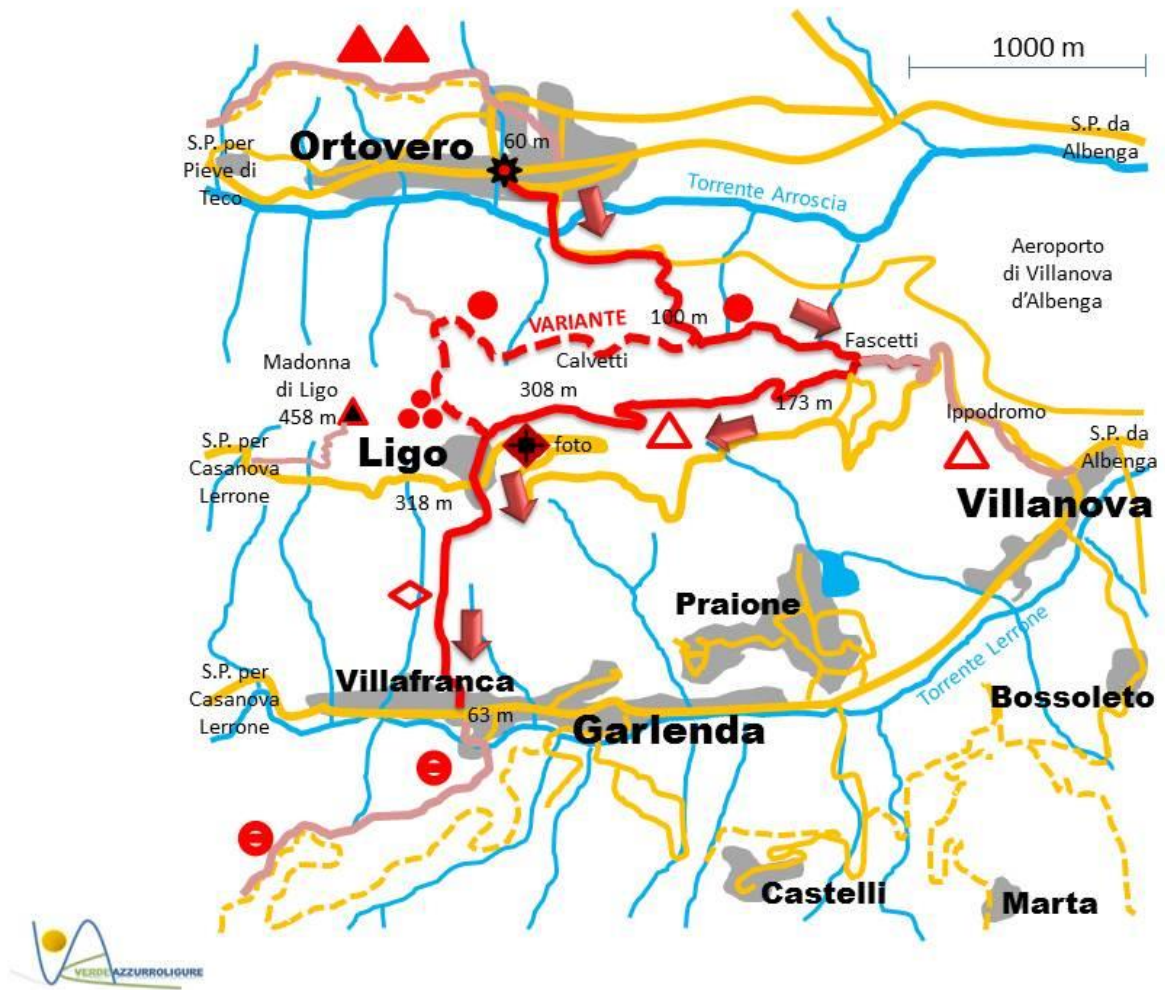 1000 m
S.P. per
Pieve di
Teco
Ortovero
60 m
S.P. da
Albenga
Torrente Arroscia
Aeroporto
di Villanova
d'Albenga
VARIANTE
100 m
Fascetti
Calvetti
Madonna
di Ligo
458 m
308 m
173 m
Ippodromo
S.P. per
Casanova
Lerrone
Ligo
foto
S.P. da
Albenga
318 m
Villanova
Praione
Torrente Lerrone
S.P. per
Casanova
Lerrone
Villafranca
63 m
Garlenda
Bossoleto
Castelli
Marta
VERDEAZZURROLIGURE